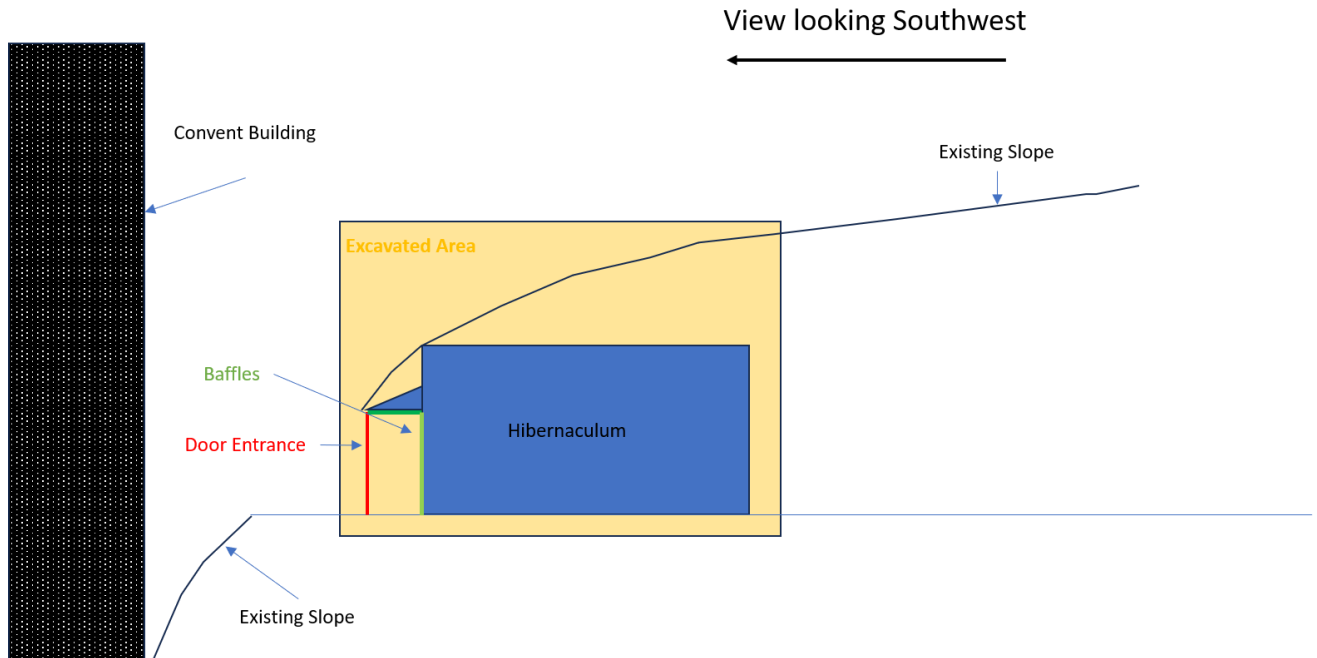 View looking Southwest
Convent Building
Existing Slope
Excavated Area
Baffles
Door Entrance
Hibernaculum
Existing Slope